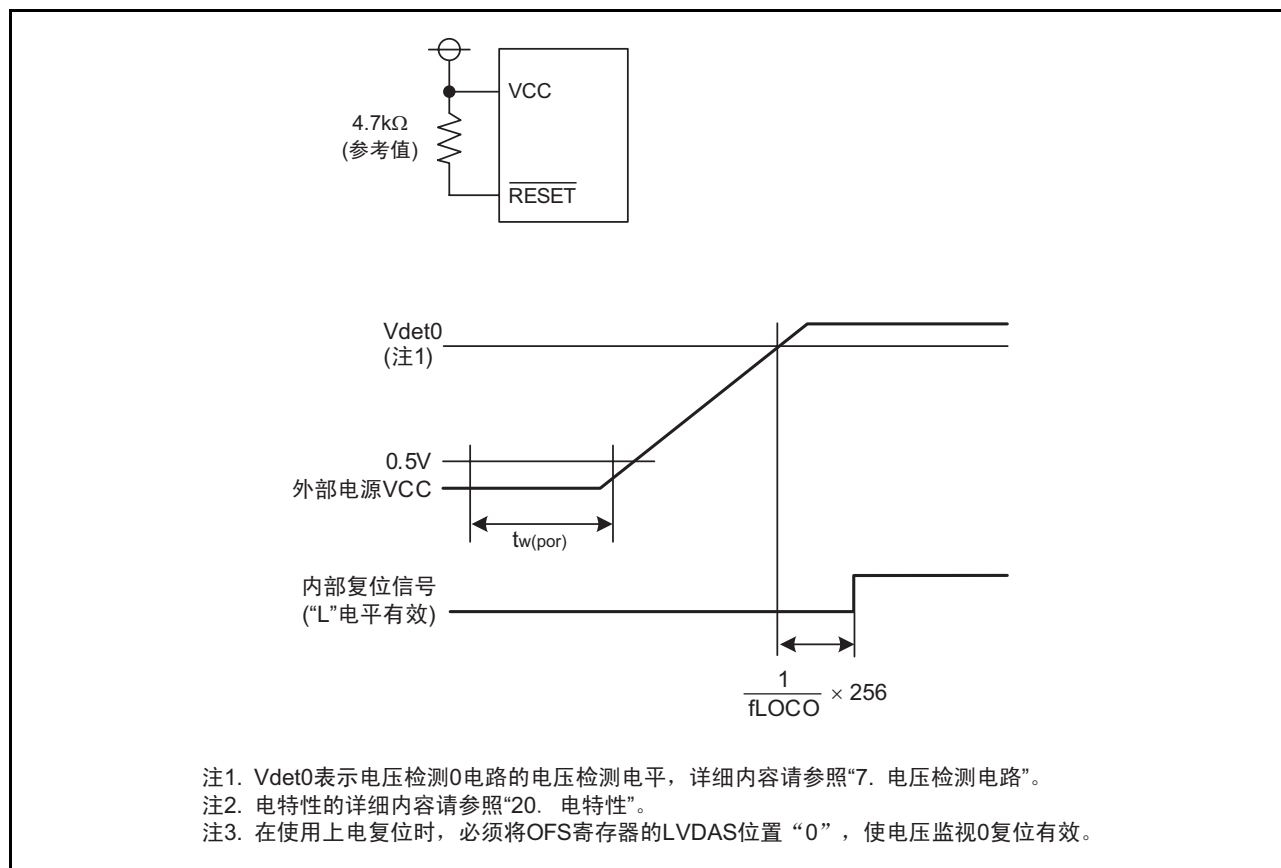 VCC
4.7kΩ
(参考值)
RESET
Vdet0
(注1)
0.5V
外部电源VCC
tw(por)
内部复位信号
(“L”电平有效)
1
fLOCO
× 256
注1. Vdet0表示电压检测0电路的电压检测电平，详细内容请参照“7. 电压检测电路”。
注2. 电特性的详细内容请参照“20. 电特性”。
注3. 在使用上电复位时，必须将OFS寄存器的LVDAS位置“0”，使电压监视0复位有效。